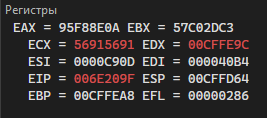 Регистры
EAX = 95F88E0A EBX = 57C02DC3
ECX = 56915691 EDX = 00CFFE9C
ESI = 0000C90D EDI = 000040B4
EIP = 006E209F ESP = 00CFFD64
EBP = 00CFFEA8 EFL = 00000286